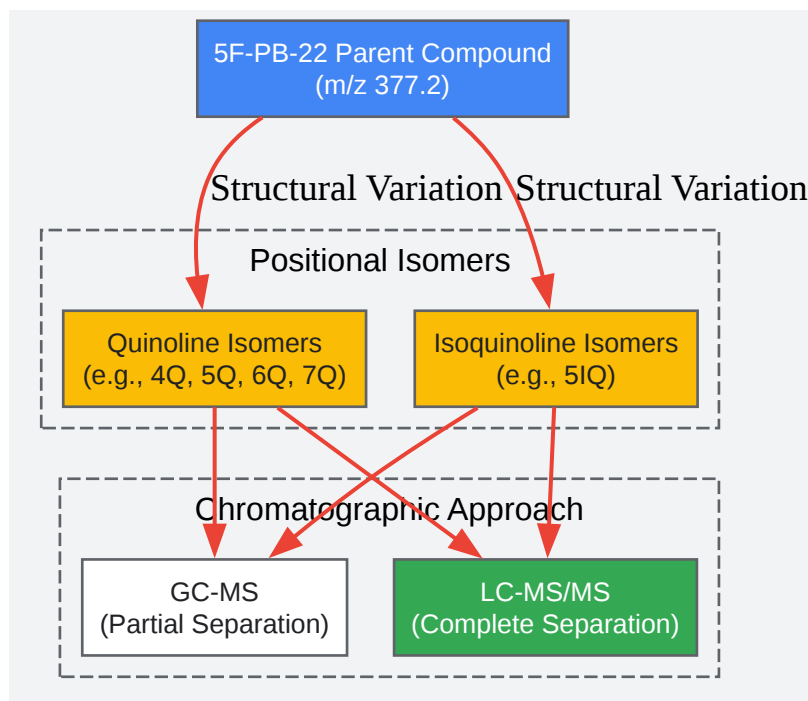 5F-PB-22 Parent Compound
(m/z 377.2)
Structural Variation
Structural Variation
Positional Isomers
Quinoline Isomers
(e.g., 4Q, 5Q, 6Q, 7Q)
Isoquinoline Isomers
(e.g., 5IQ)
Chromatographic Approach
GC-MS
(Partial Separation)
LC-MS/MS
(Complete Separation)